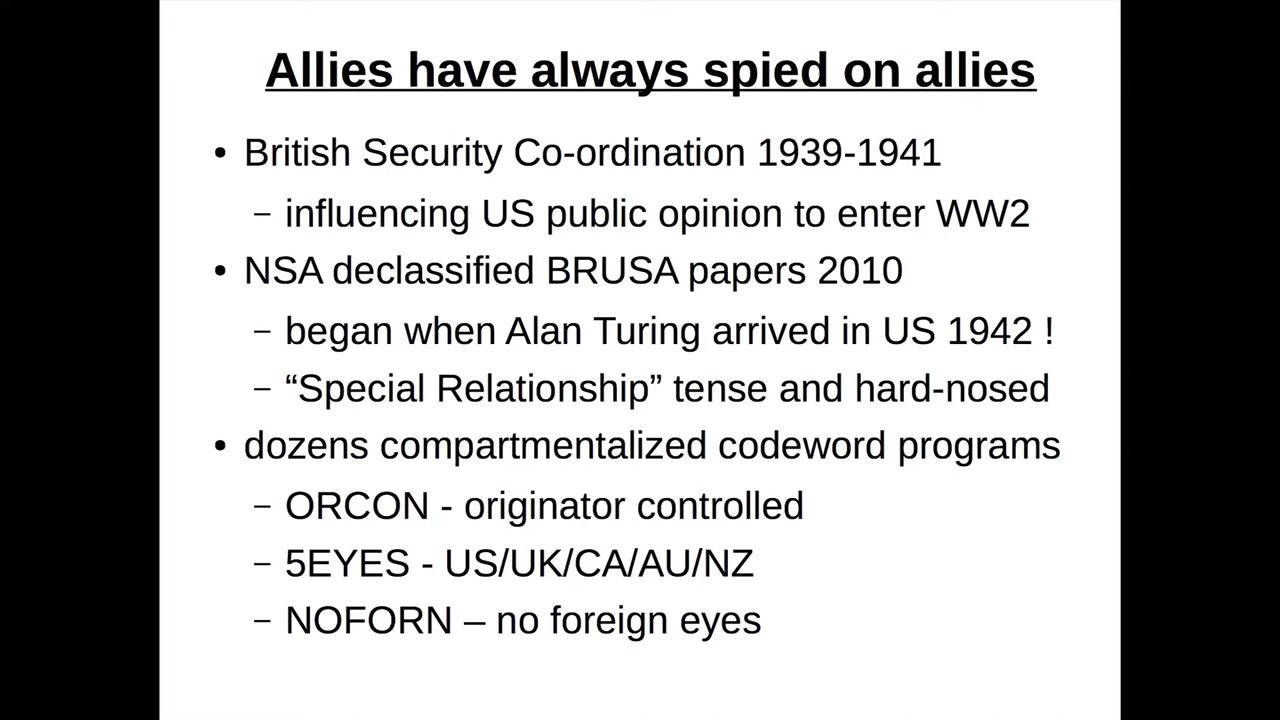 Allies have always spied on allies
• British Security Co-ordination 1939-1941
– influencing US public opinion to enter WW2
• NSA declassified BRUSA papers 2010
– began when Alan Turing arrived in US 1942 !
– “Special Relationship” tense and hard-nosed
• dozens compartmentalized codeword programs
– ORCON - originator controlled
– 5EYES - US/UK/CA/AU/NZ
– NOFORN – no foreign eyes